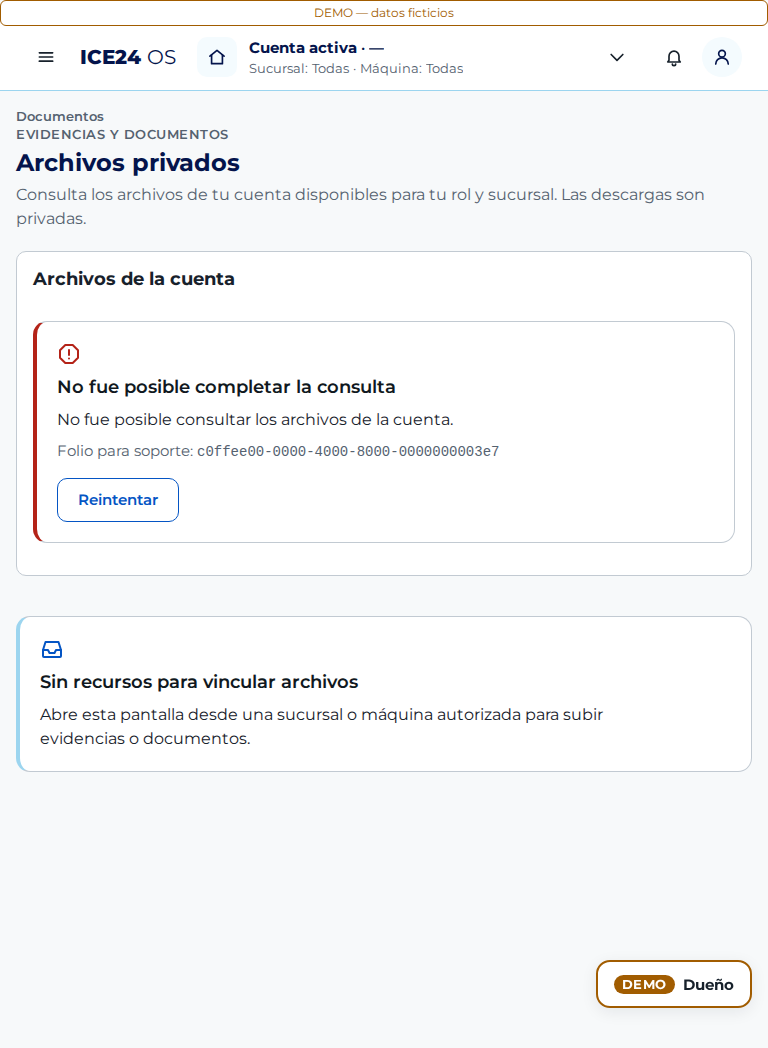 DEMO — datos ficticios
ICE24 OS
Cuenta activa · —
Sucursal: Todas · Máquina: Todas
Documentos
EVIDENCIAS Y DOCUMENTOS
Archivos privados
Consulta los archivos de tu cuenta disponibles para tu rol y sucursal. Las descargas son
privadas.
Archivos de la cuenta
No fue posible completar la consulta
No fue posible consultar los archivos de la cuenta.
Folio para soporte: c0ffee00-0000-4000-8000-0000000003e7
Reintentar
Sin recursos para vincular archivos
Abre esta pantalla desde una sucursal o máquina autorizada para subir
evidencias o documentos.
DEMO Dueño